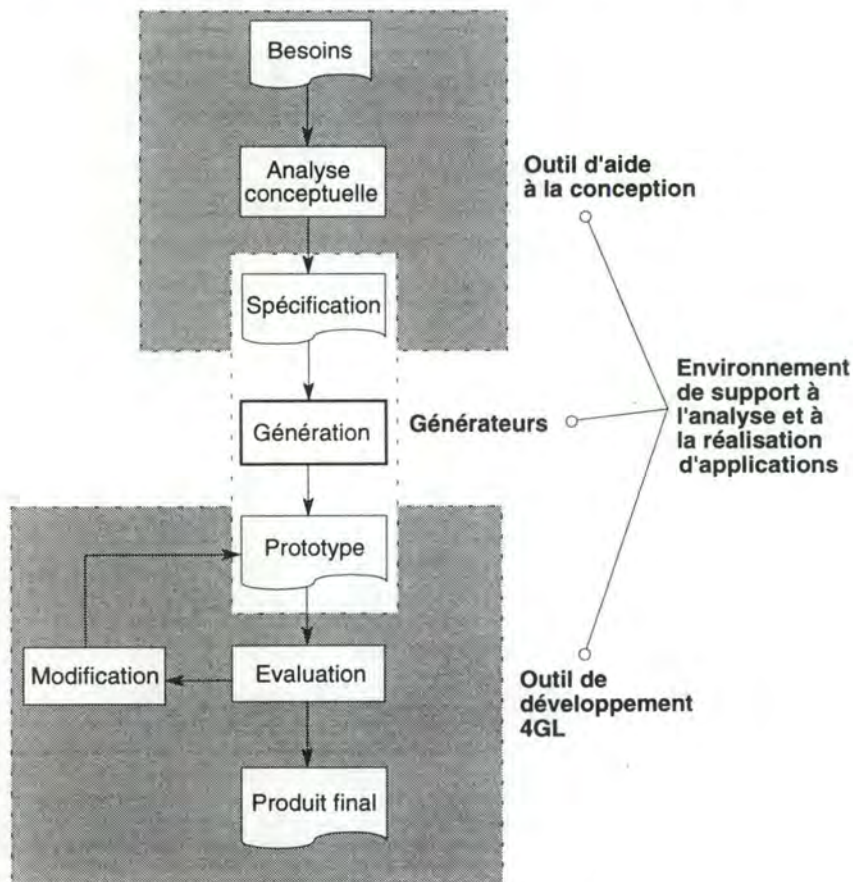 Besoins
Analyse
conceptuelle
Outil d'aide
à la conception
Spécification
Environnement
de support à
l'analyse et à
la réalisation
d'applications
Génération
Générateurs
Prototype
Modification
Evaluation
Outil de
développement
4GL
Produit final